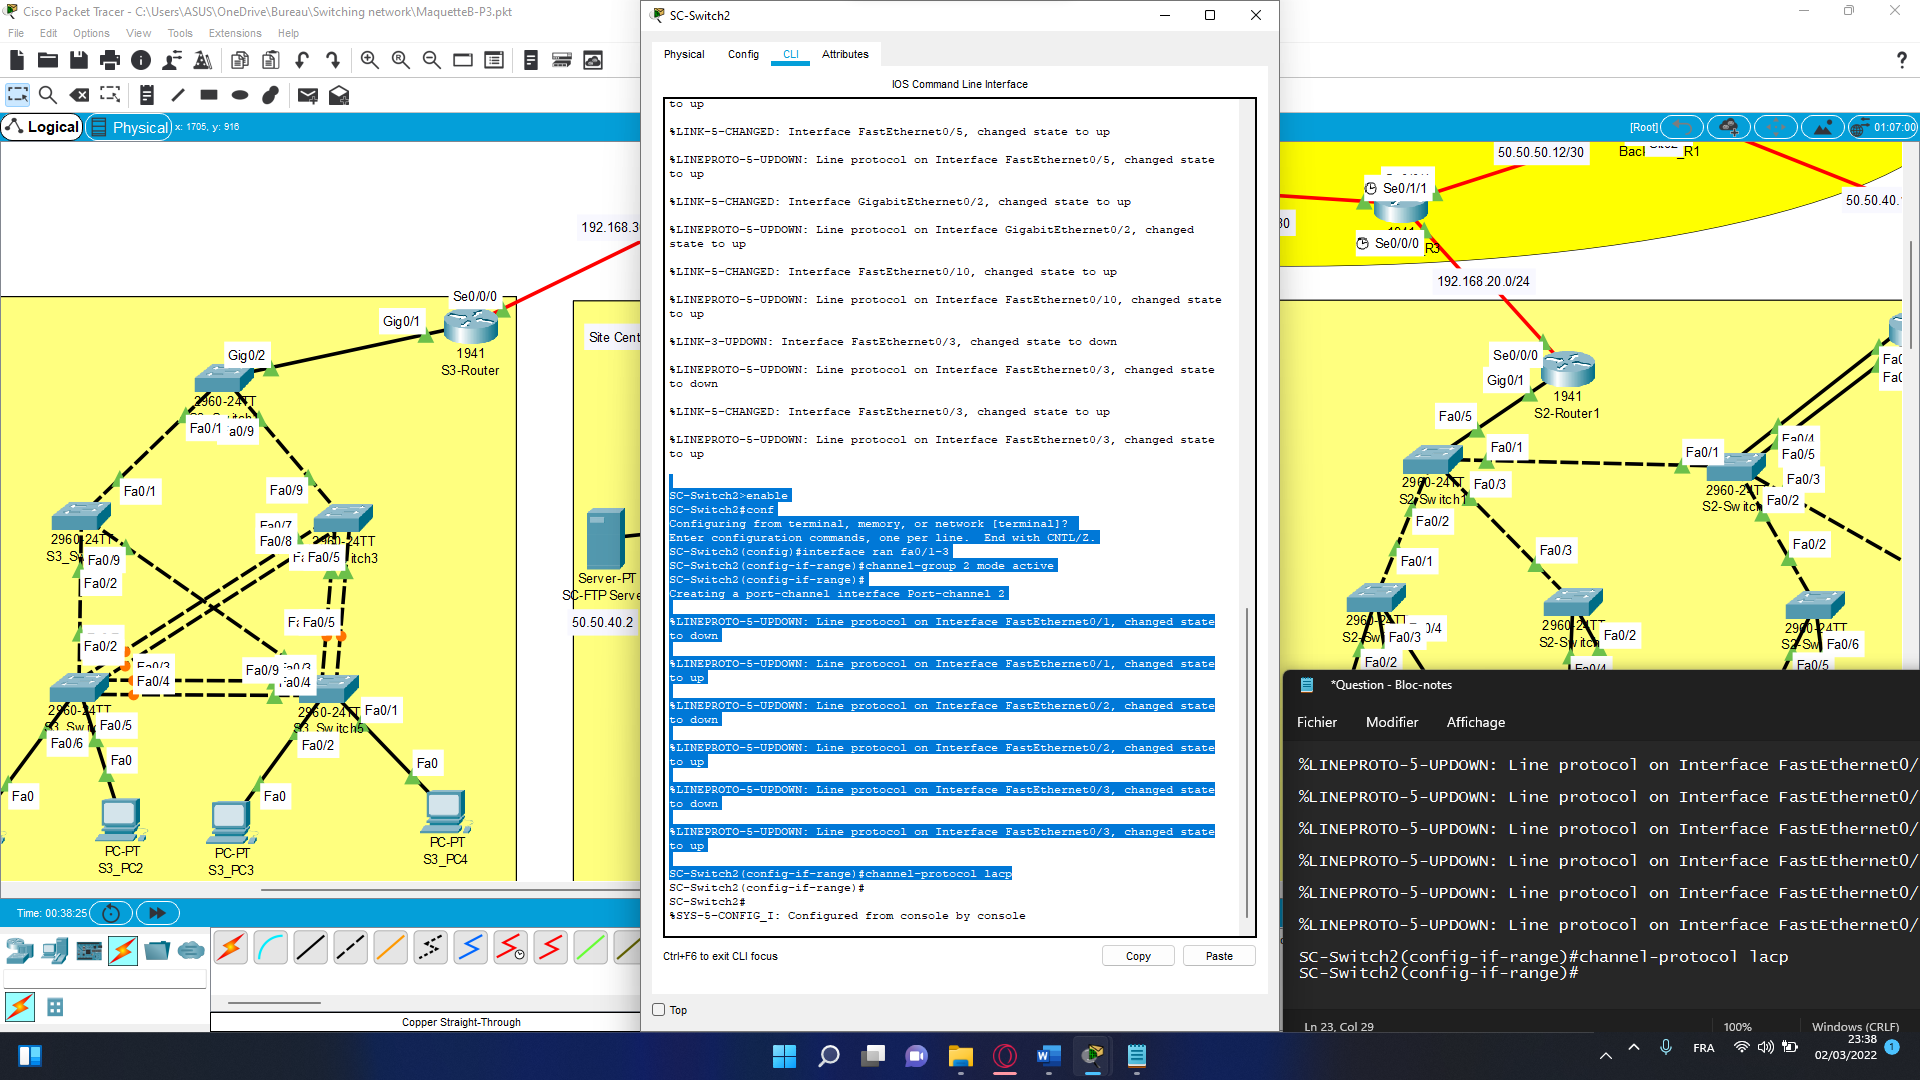 Cisco Packet Tracer - C:\Users\ASUS\OneDrive\Bureau\Switching network\MaquetteB-P3.pkt
File Edit Options View Tools Extensions Help
Logical
Physical
x: 1705, y: 916
[Root]
01:07:00
SC-Switch2
Physical Config CLI Attributes
IOS Command Line Interface
to up
%LINK-5-CHANGED: Interface FastEthernet0/5, changed state to up
%LINEPROTO-5-UPDOWN: Line protocol on Interface FastEthernet0/5, changed state
to up
%LINK-5-CHANGED: Interface GigabitEthernet0/2, changed state to up
%LINEPROTO-5-UPDOWN: Line protocol on Interface GigabitEthernet0/2, changed
state to up
%LINK-5-CHANGED: Interface FastEthernet0/10, changed state to up
%LINEPROTO-5-UPDOWN: Line protocol on Interface FastEthernet0/10, changed state
to up
%LINK-3-UPDOWN: Interface FastEthernet0/3, changed state to down
%LINEPROTO-5-UPDOWN: Line protocol on Interface FastEthernet0/3, changed state
to down
%LINK-5-CHANGED: Interface FastEthernet0/3, changed state to up
%LINEPROTO-5-UPDOWN: Line protocol on Interface FastEthernet0/3, changed state
to up
SC-Switch2>enable
SC-Switch2#conf
Configuring from terminal, memory, or network [terminal]?
Enter configuration commands, one per line. End with CNTL/Z.
SC-Switch2(config)#interface ran fa0/1-3
SC-Switch2(config-if-range)#channel-group 2 mode active
SC-Switch2(config-if-range)#
Creating a port-channel interface Port-channel 2
%LINEPROTO-5-UPDOWN: Line protocol on Interface FastEthernet0/1, changed state
to down
%LINEPROTO-5-UPDOWN: Line protocol on Interface FastEthernet0/1, changed state
to up
%LINEPROTO-5-UPDOWN: Line protocol on Interface FastEthernet0/2, changed state
to down
%LINEPROTO-5-UPDOWN: Line protocol on Interface FastEthernet0/2, changed state
to up
%LINEPROTO-5-UPDOWN: Line protocol on Interface FastEthernet0/3, changed state
to down
%LINEPROTO-5-UPDOWN: Line protocol on Interface FastEthernet0/3, changed state
to up
SC-Switch2(config-if-range)#channel-protocol lacp
SC-Switch2(config-if-range)#
SC-Switch2#
%SYS-5-CONFIG_I: Configured from console by console
Ctrl+F6 to exit CLI focus
Copy
Paste
Top
192.168.3
Se0/0/0
Gig0/1
1941
S3-Router
Gig0/2
2960-24TT
Fa0/1
a0/9
Fa0/1
Fa0/9
2960-24TT
Fa0/7
Fa0/8
Fa0/5
itch3
Fa0/9
Fa0/2
Fa0/5
Fa0/2
Fa0/3
Fa0/4
Fa0/9
Fa0/4
2960-24TT
Fa0/5
Fa0/6
2960-24TT
S3_Switch5
Fa0/1
Fa0/2
Fa0
Fa0
Fa0
Fa0
PC-PT
S3_PC2
PC-PT
S3_PC3
PC-PT
S3_PC4
Site Cent
Server-PT
SC-FTP Serve
50.50.40.2
50.50.50.12/30
_R1
50.50.40.
Se0/1/1
Se0/0/0
192.168.20.0/24
Se0/0/0
Gig0/1
1941
S2-Router1
Fa0/5
Fa0/1
2960-24TT
S2_Switch1
Fa0/3
Fa0/2
Fa0/1
Fa0/4
Fa0/5
2960-24TT
Fa0/3
Fa0/2
Fa0/1
Fa0/3
Fa0/2
Fa0/3
Fa0/2
Fa0/2
Fa0/4
2960-24TT
Fa0/6
Fa0/5
Time: 00:38:25
Copper Straight-Through
*Question - Bloc-notes
Fichier Modifier Affichage
%LINEPROTO-5-UPDOWN: Line protocol on Interface FastEthernet0/
%LINEPROTO-5-UPDOWN: Line protocol on Interface FastEthernet0/
%LINEPROTO-5-UPDOWN: Line protocol on Interface FastEthernet0/
%LINEPROTO-5-UPDOWN: Line protocol on Interface FastEthernet0/
%LINEPROTO-5-UPDOWN: Line protocol on Interface FastEthernet0/
%LINEPROTO-5-UPDOWN: Line protocol on Interface FastEthernet0/
SC-Switch2(config-if-range)#channel-protocol lacp
SC-Switch2(config-if-range)#
Ln 23, Col 29
100%
Windows (CRLF)
FRA
23:38
02/03/2022
1